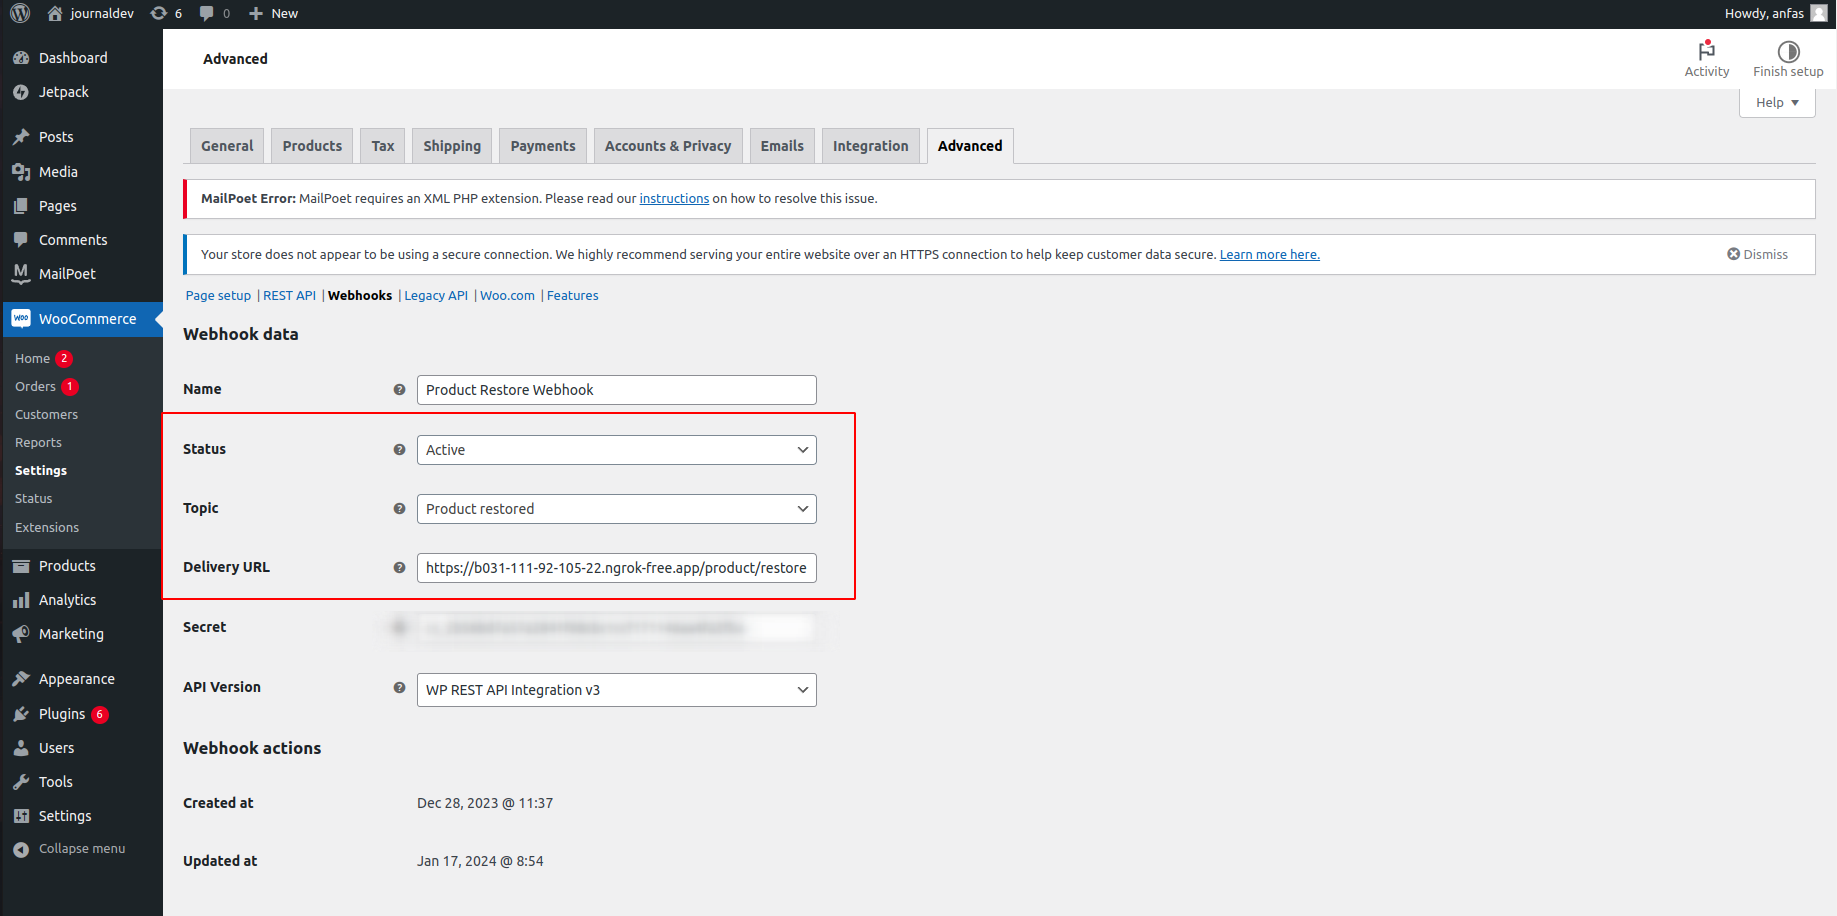 journaldev 6 0 New Howdy, anfas
Dashboard
Jetpack
Posts
Media
Pages
Comments
MailPoet
WooCommerce
Home 2
Orders 1
Customers
Reports
Settings
Status
Extensions
Products
Analytics
Marketing
Appearance
Plugins 6
Users
Tools
Settings
Collapse menu
Advanced
Activity Finish setup
Help
General Products Tax Shipping Payments Accounts & Privacy Emails Integration Advanced
MailPoet Error: MailPoet requires an XML PHP extension. Please read our instructions on how to resolve this issue.
Your store does not appear to be using a secure connection. We highly recommend serving your entire website over an HTTPS connection to help keep customer data secure. Learn more here. Dismiss
Page setup | REST API | Webhooks | Legacy API | Woo.com | Features
Webhook data
Name ? Product Restore Webhook
Status ? Active
Topic ? Product restored
Delivery URL ? https://b031-111-92-105-22.ngrok-free.app/product/restore
Secret
API Version ? WP REST API Integration v3
Webhook actions
Created at Dec 28, 2023 @ 11:37
Updated at Jan 17, 2024 @ 8:54